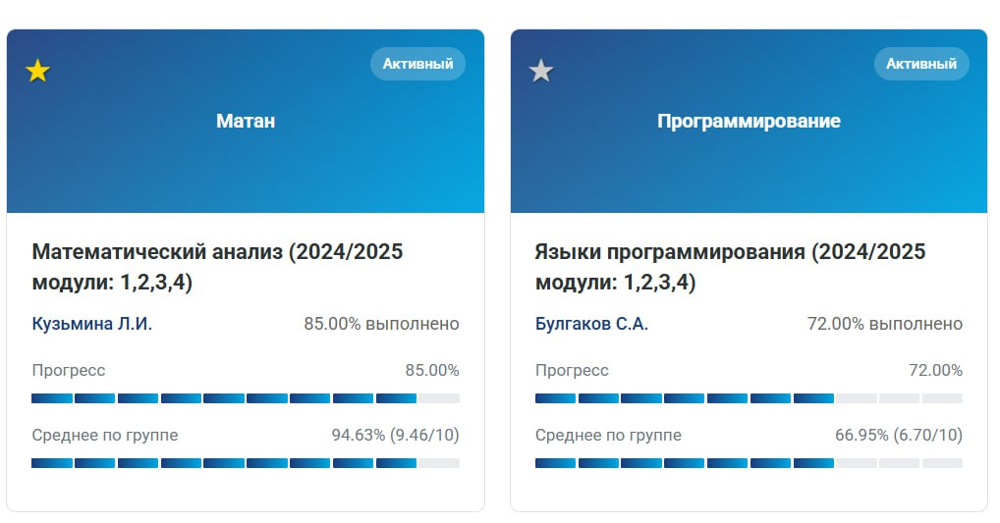 Активный
Матан
Математический анализ (2024/2025
модули: 1,2,3,4)
Кузьмина Л.И. 85.00% выполнено
Прогресс 85.00%
Среднее по группе 94.63% (9.46/10)
Активный
Программирование
Языки программирования (2024/2025
модули: 1,2,3,4)
Булгаков С.А. 72.00% выполнено
Прогресс 72.00%
Среднее по группе 66.95% (6.70/10)